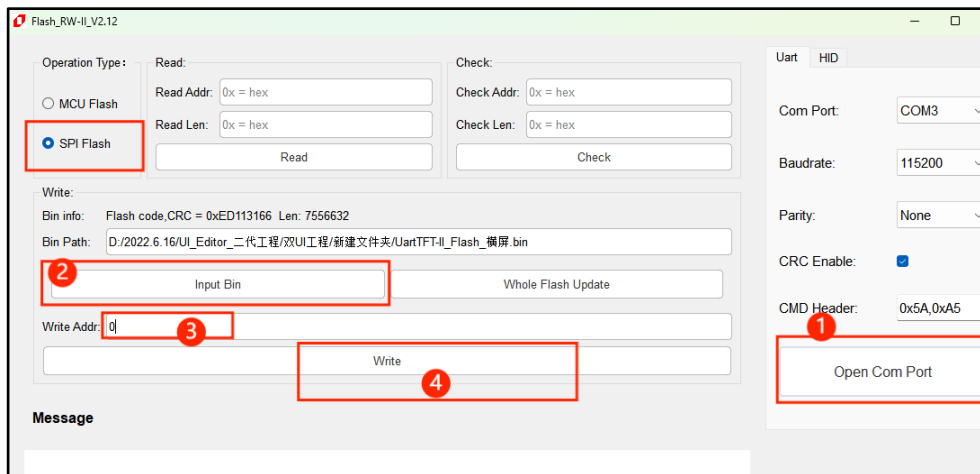 Flash_RW-II_V2.12
Operation Type：
MCU Flash
SPI Flash
Read:
Read Addr: 0x = hex
Read Len: 0x = hex
Read
Check:
Check Addr: 0x = hex
Check Len: 0x = hex
Check
Write:
Bin info: Flash code,CRC = 0xED113166 Len: 7556632
Bin Path: D:/2022.6.16/UI_Editor_二代工程/双UI工程/新建文件夹/UartTFT-II_Flash_横屏.bin
2
Input Bin
Whole Flash Update
Write Addr: 0
3
Write
4
Message
Uart HID
Com Port: COM3
Baudrate: 115200
Parity: None
CRC Enable:
CMD Header: 0x5A,0xA5
1
Open Com Port